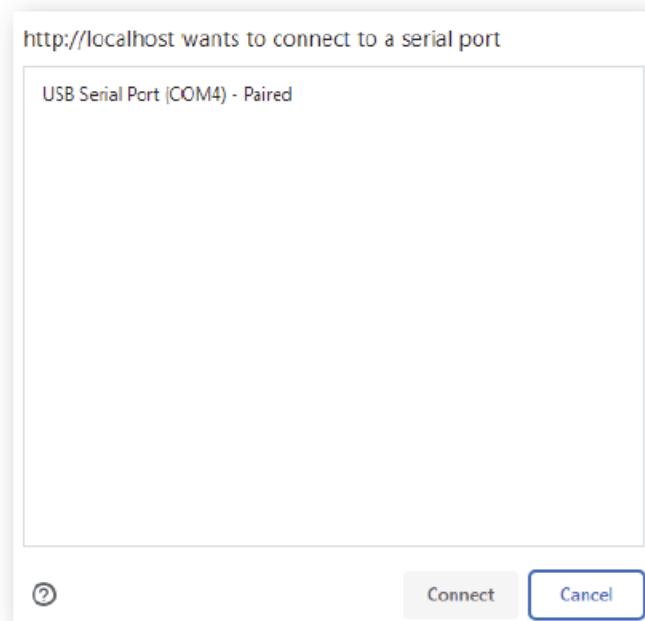 http://localhost wants to connect to a serial port
USB Serial Port (COM4) - Paired
Connect
Cancel